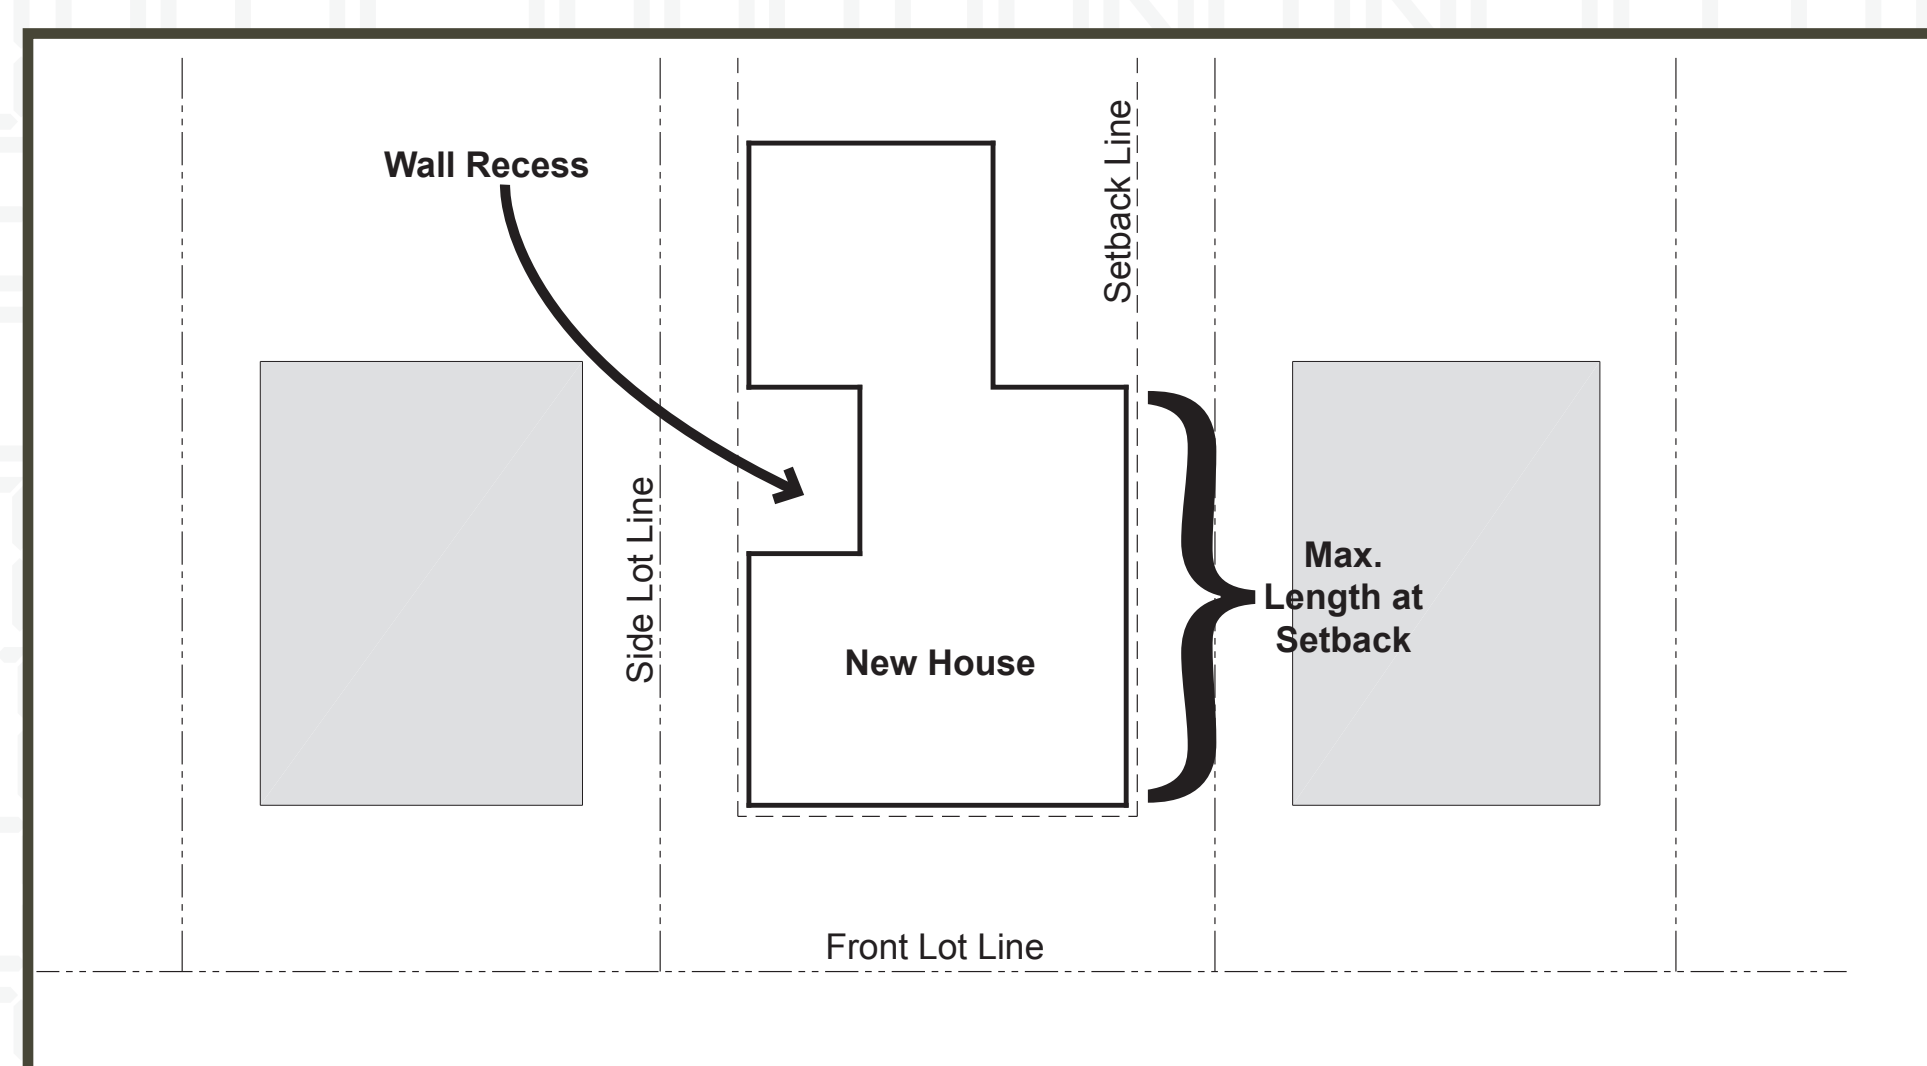 Wall Recess
Setback Line
Side Lot Line
Max.
Length at
Setback
New House
Front Lot Line